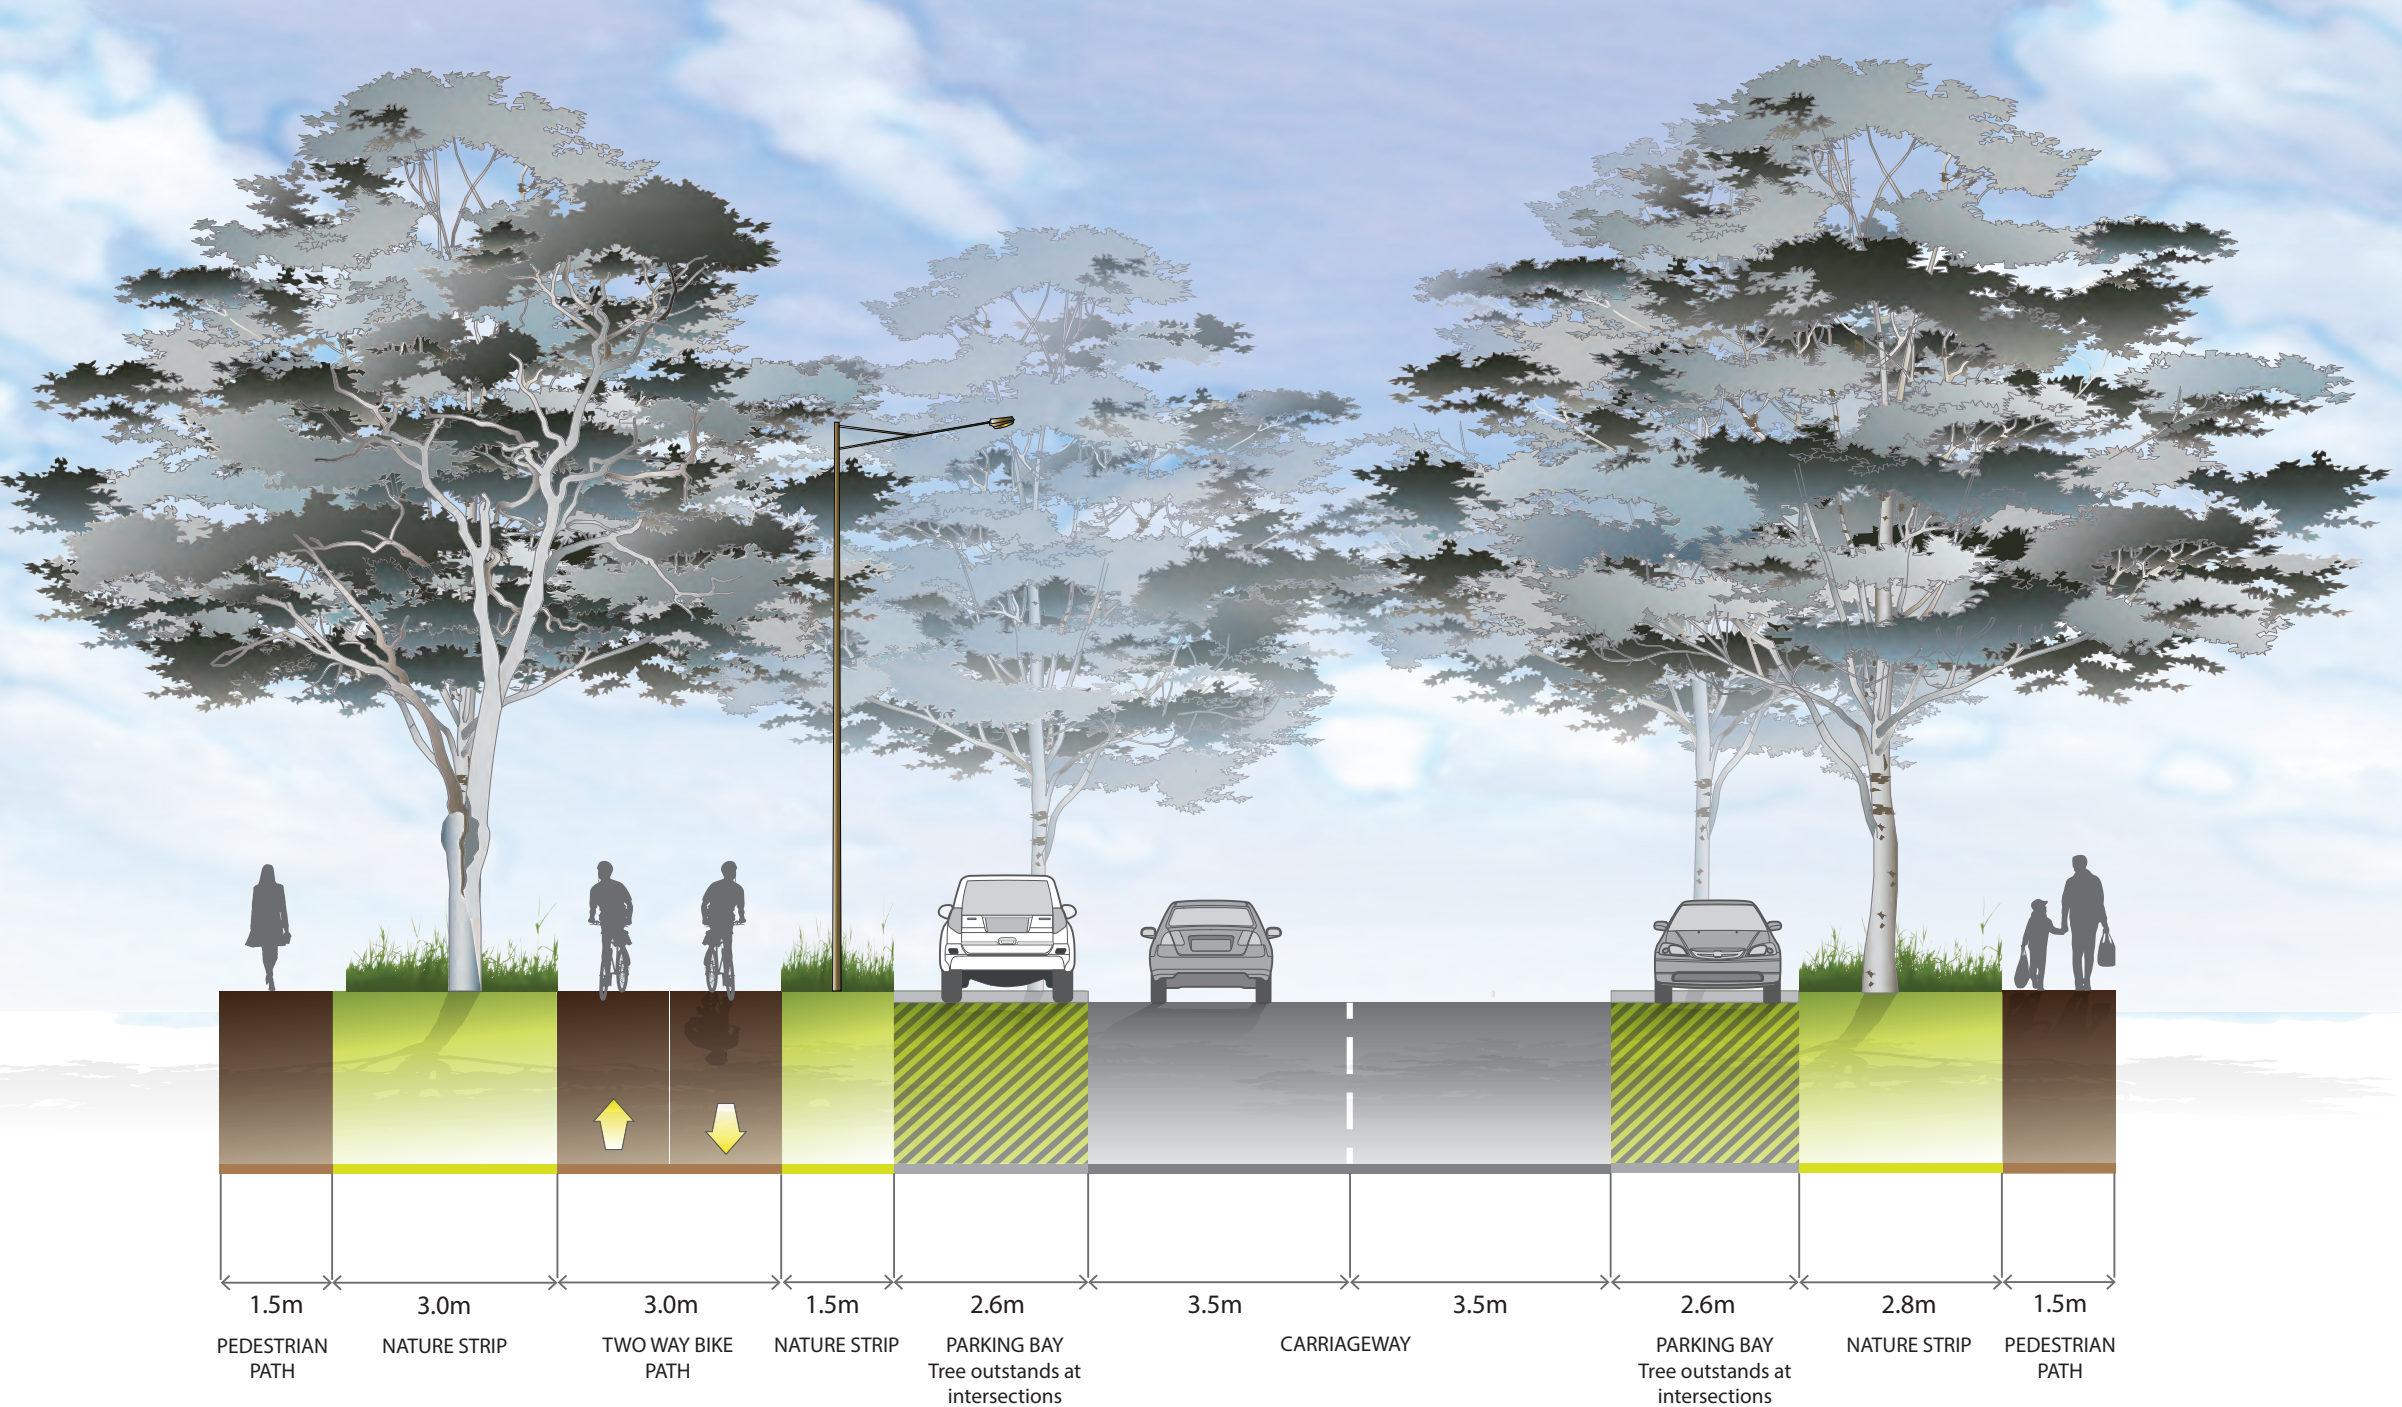 1.5m
3.0m
3.0m
1.5m
2.6m
3.5m
3.5m
2.6m
2.8m
1.5m
PEDESTRIAN
PATH
NATURE STRIP
TWO WAY BIKE
PATH
NATURE STRIP
PARKING BAY
Tree outstands at
intersections
CARRIAGEWAY
PARKING BAY
Tree outstands at
intersections
NATURE STRIP
PEDESTRIAN
PATH